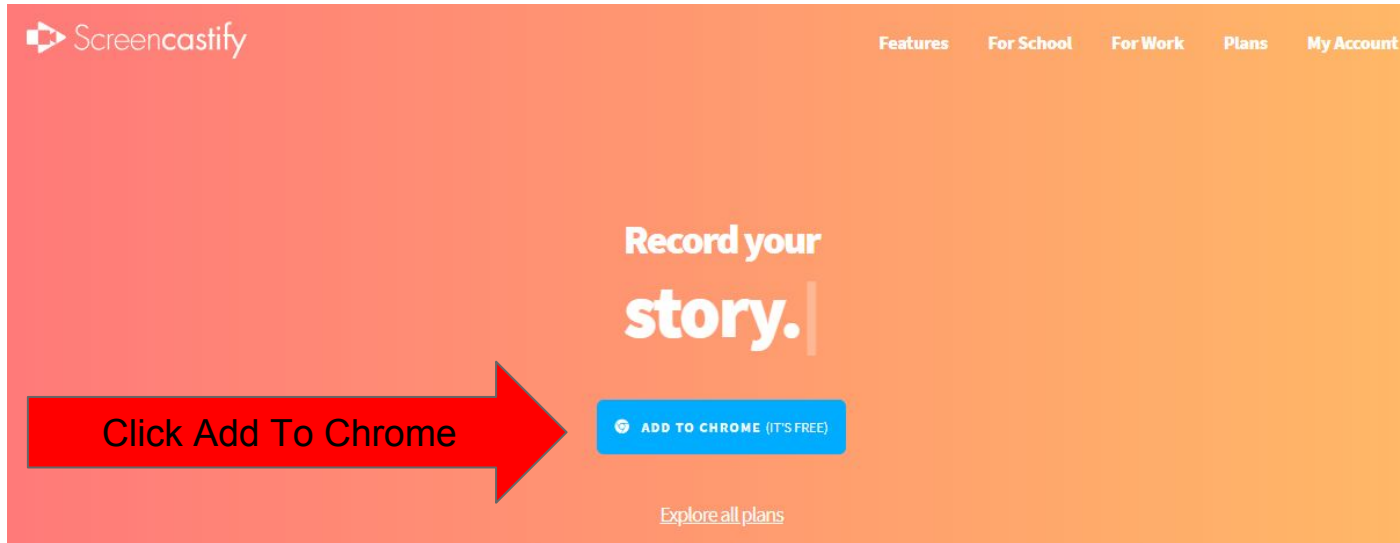 Screencastify
Features For School For Work Plans My Account
Record your
story.
Click Add To Chrome
ADD TO CHROME (IT'S FREE)
Explore all plans